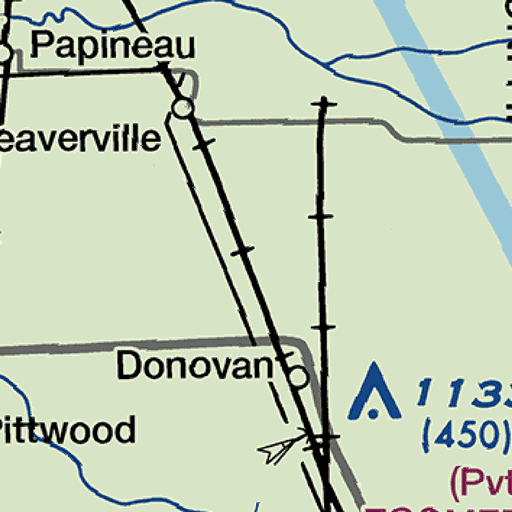 Papineau
eaverville
Donovan
113
(450)
Pittwood
(Pvt